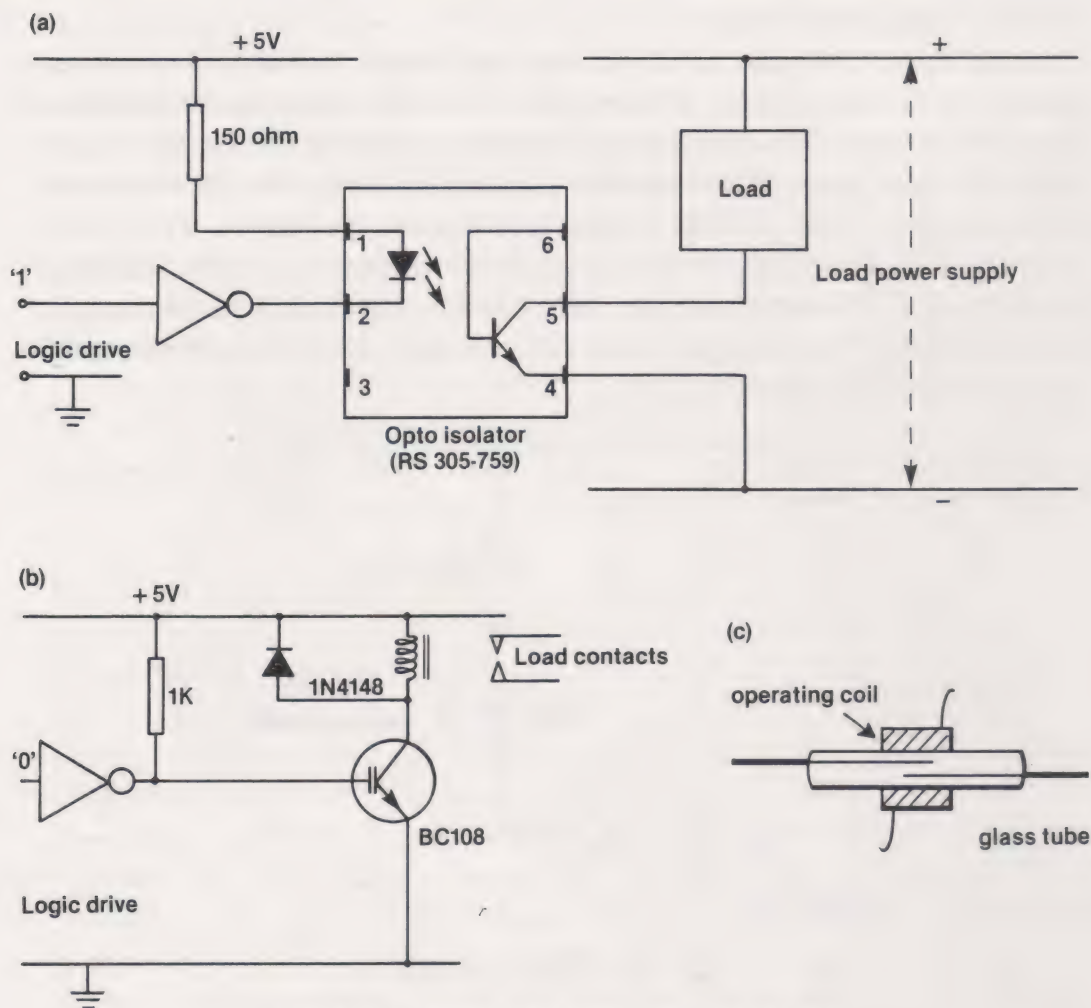 (a)
+ 5V
+
150 ohm
Load
1
6
'1'
Load power supply
2
5
Logic drive
3
4
Opto isolator
(RS 305-759)
–
(b)
+ 5V
(c)
Load contacts
1K
1N4148
operating coil
'0'
BC108
glass tube
Logic drive